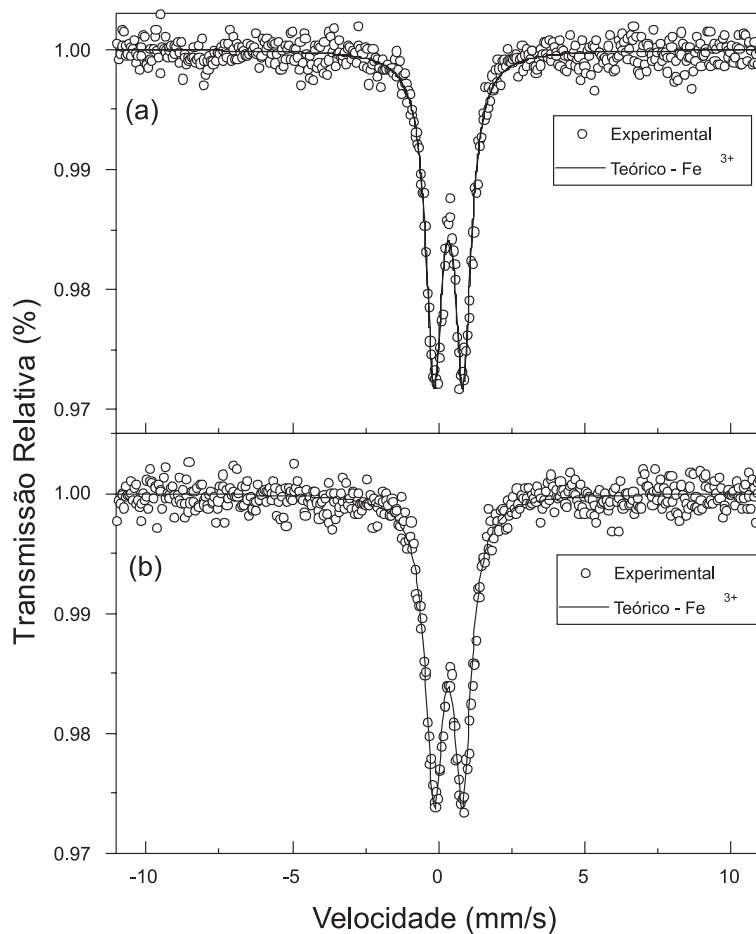 Transmissão Relativa (%)
1.00
0.99
0.98
0.97
(a)
Experimental
Teórico - Fe 3+
1.00
0.99
0.98
0.97
(b)
Experimental
Teórico - Fe 3+
-10 -5 0 5 10
Velocidade (mm/s)